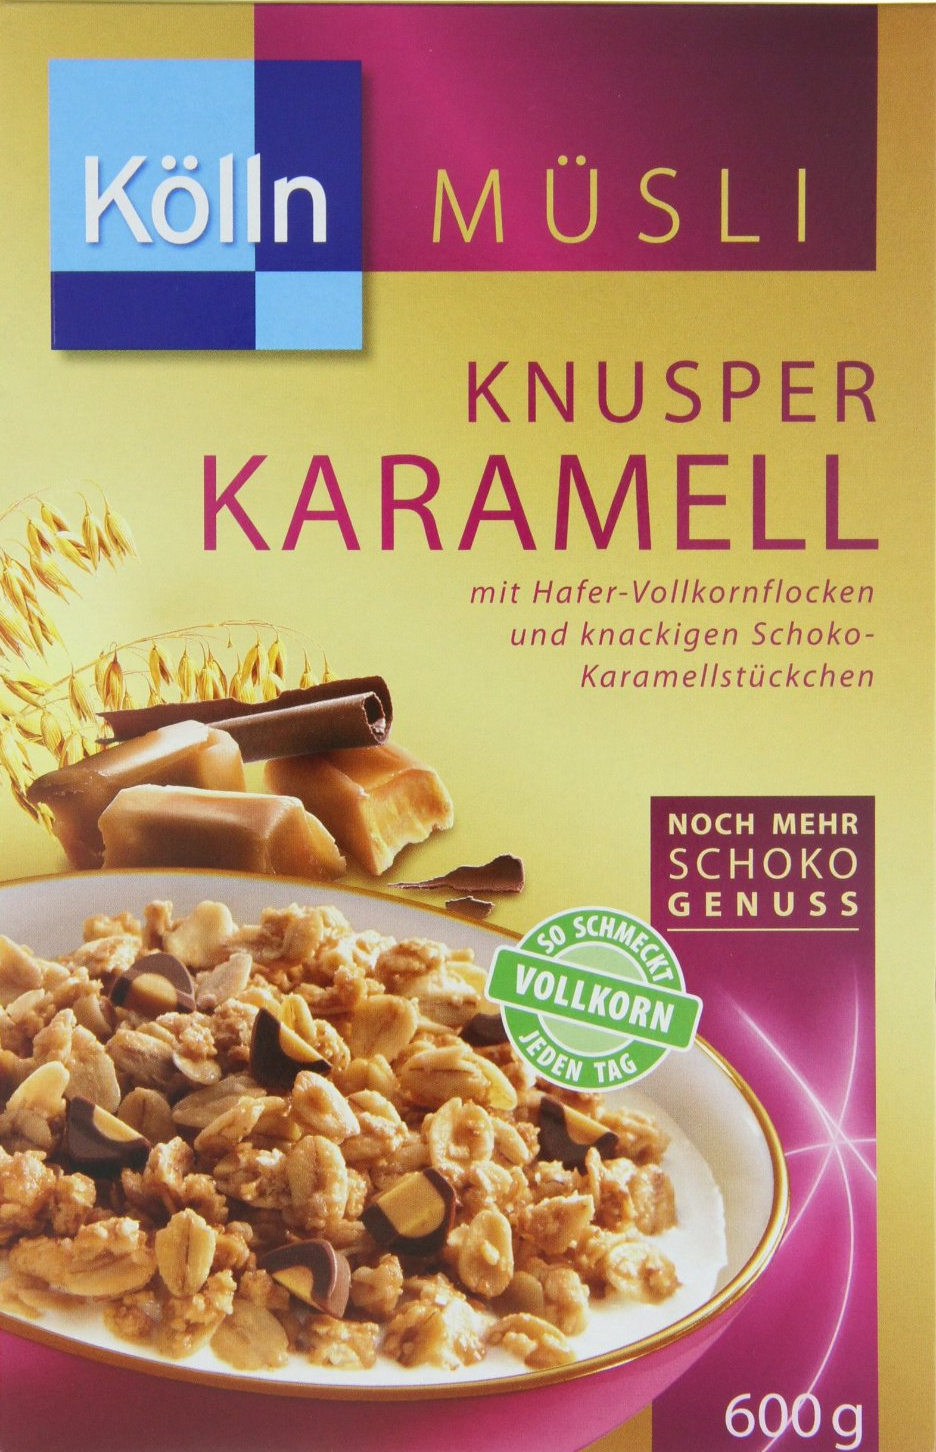 Kölln
MÜSLI
KNUSPER
KARAMELL
mit Hafer-Vollkornflocken
und knackigen Schoko-
Karamellstückchen
NOCH MEHR
SCHOKO
GENUSS
SO SCHMECKT
VOLLKORN
JEDEN TAG
600 g